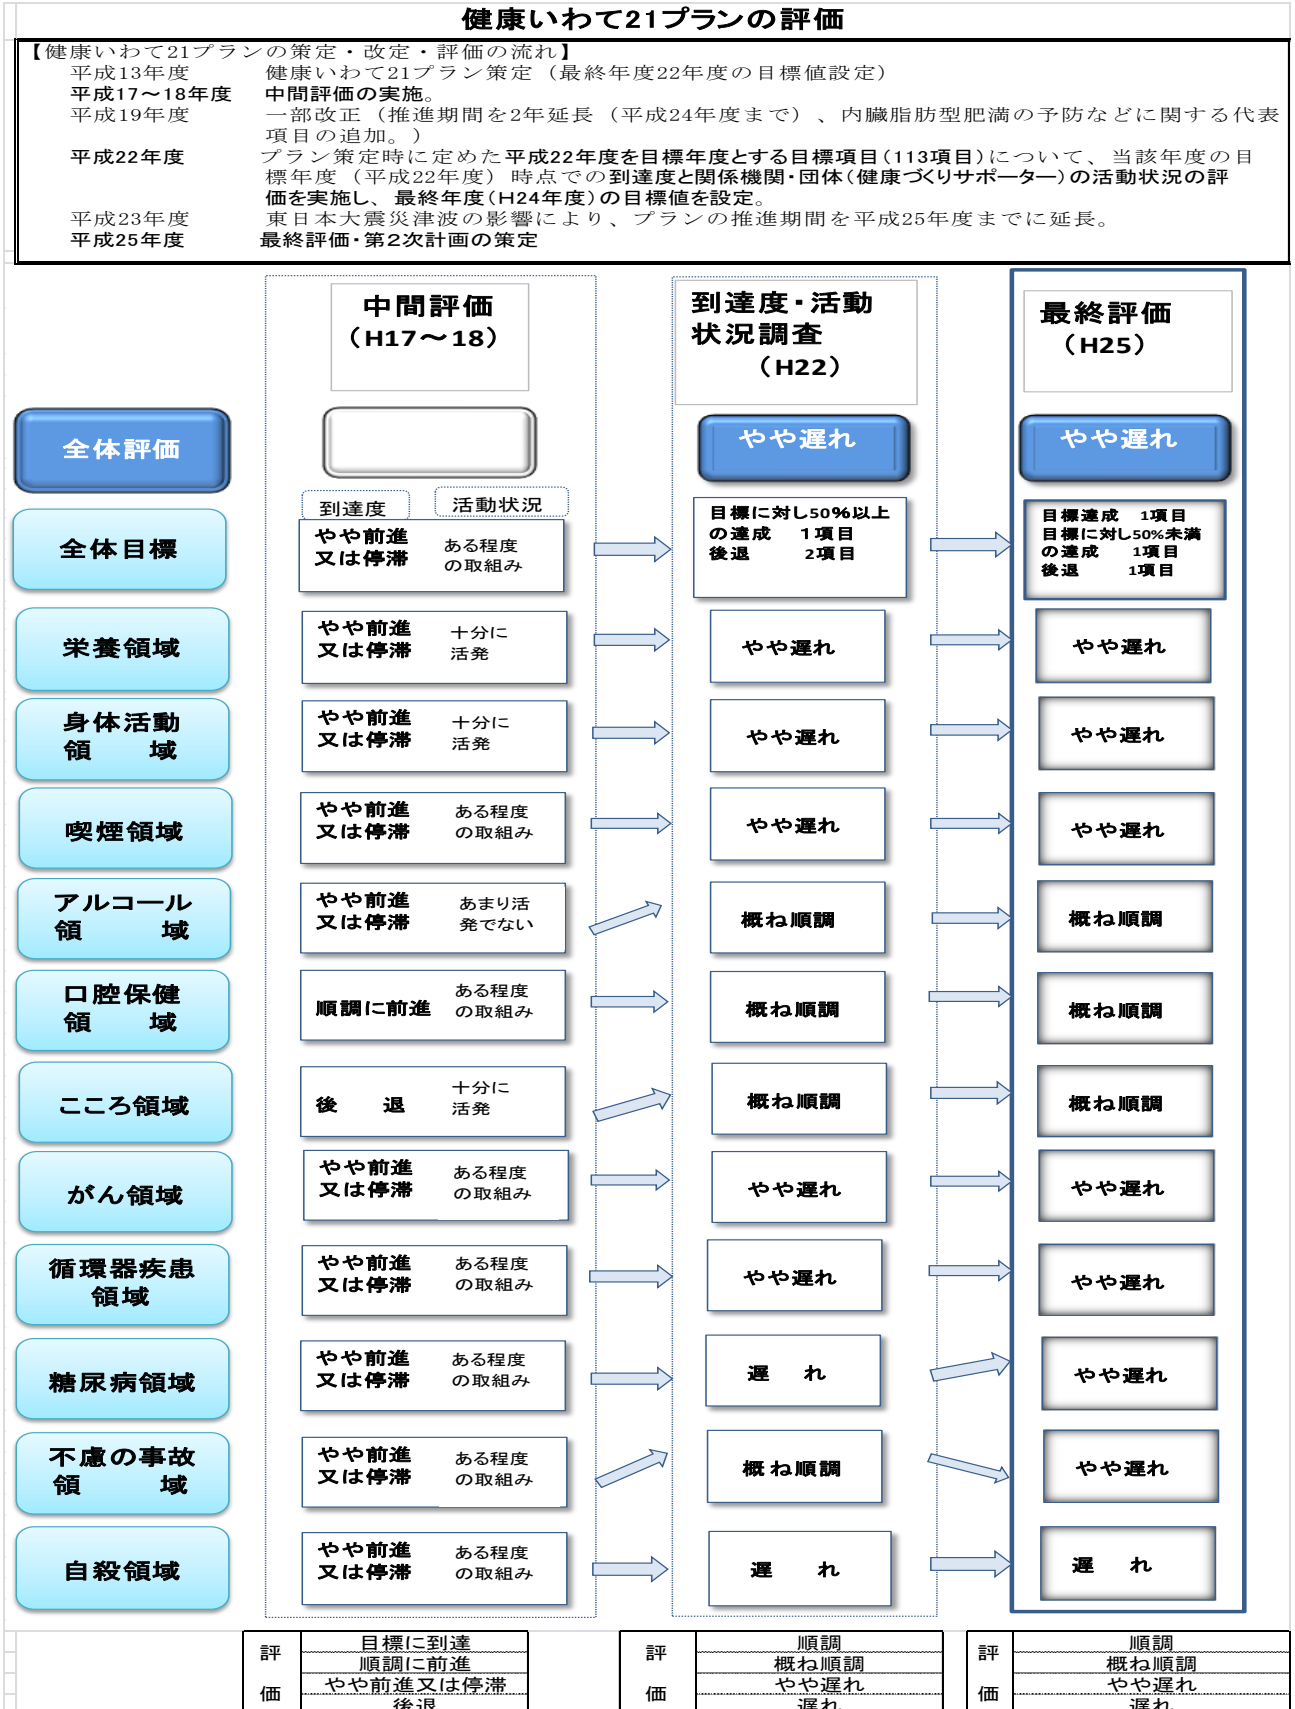 健康いわて21プランの評価
【健康いわて21プランの策定・改定・評価の流れ】
平成13年度 健康いわて21プラン策定（最終年度22年度の目標値設定）
平成17～18年度 中間評価の実施。
平成19年度 一部改正（推進期間を2年延長（平成24年度まで）、内臓脂肪型肥満の予防などに関する代表
項目の追加。）
平成22年度 プラン策定時に定めた平成22年度を目標年度とする目標項目(113項目)について、当該年度の目
標年度（平成22年度）時点での到達度と関係機関・団体(健康づくりサポーター)の活動状況の評
価を実施し、最終年度(H24年度)の目標値を設定。
平成23年度 東日本大震災津波の影響により、プランの推進期間を平成25年度までに延長。
平成25年度 最終評価・第2次計画の策定
中間評価
（H17～18）
到達度・活動
状況調査
（H22）
最終評価
（H25）
全体評価
やや遅れ
やや遅れ
到達度 活動状況
全体目標
やや前進
又は停滞
ある程度
の取組み
目標に対し50%以上
の達成 1項目
後退 2項目
目標達成 1項目
目標に対し50%未満
の達成 1項目
後退 1項目
栄養領域
やや前進
又は停滞
十分に
活発
やや遅れ
やや遅れ
身体活動
領 域
やや前進
又は停滞
十分に
活発
やや遅れ
やや遅れ
喫煙領域
やや前進
又は停滞
ある程度
の取組み
やや遅れ
やや遅れ
アルコール
領 域
やや前進
又は停滞
あまり活
発でない
概ね順調
概ね順調
口腔保健
領 域
順調に前進
ある程度
の取組み
概ね順調
概ね順調
こころ領域
後 退
十分に
活発
概ね順調
概ね順調
がん領域
やや前進
又は停滞
ある程度
の取組み
やや遅れ
やや遅れ
循環器疾患
領域
やや前進
又は停滞
ある程度
の取組み
やや遅れ
やや遅れ
糖尿病領域
やや前進
又は停滞
ある程度
の取組み
遅 れ
やや遅れ
不慮の事故
領 域
やや前進
又は停滞
ある程度
の取組み
概ね順調
やや遅れ
自殺領域
やや前進
又は停滞
ある程度
の取組み
遅 れ
遅 れ
評
価
目標に到達
順調に前進
やや前進又は停滞
後退
評
価
順調
概ね順調
やや遅れ
遅れ
評
価
順調
概ね順調
やや遅れ
遅れ